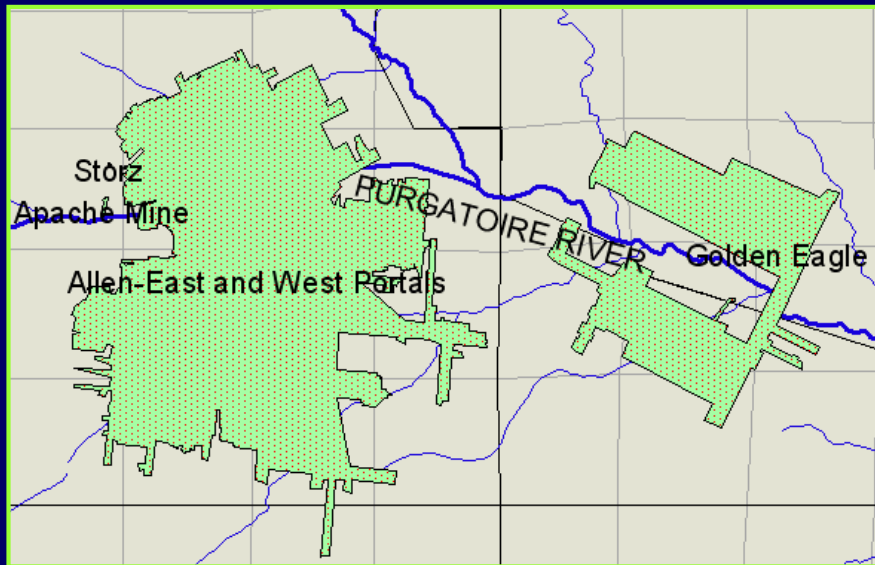 Storz
Apache Mine
PURGATOIRE RIVER
Golden Eagle
Allen-East and West Portals